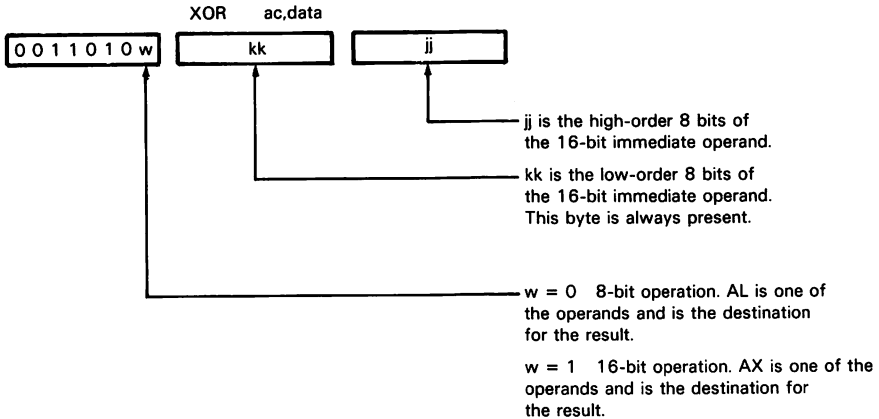 XOR ac,data
0 0 1 1 0 1 0 w
kk
jj
jj is the high-order 8 bits of
the 16-bit immediate operand.
kk is the low-order 8 bits of
the 16-bit immediate operand.
This byte is always present.
w = 0 8-bit operation. AL is one of
the operands and is the destination
for the result.
w = 1 16-bit operation. AX is one of the
operands and is the destination for
the result.